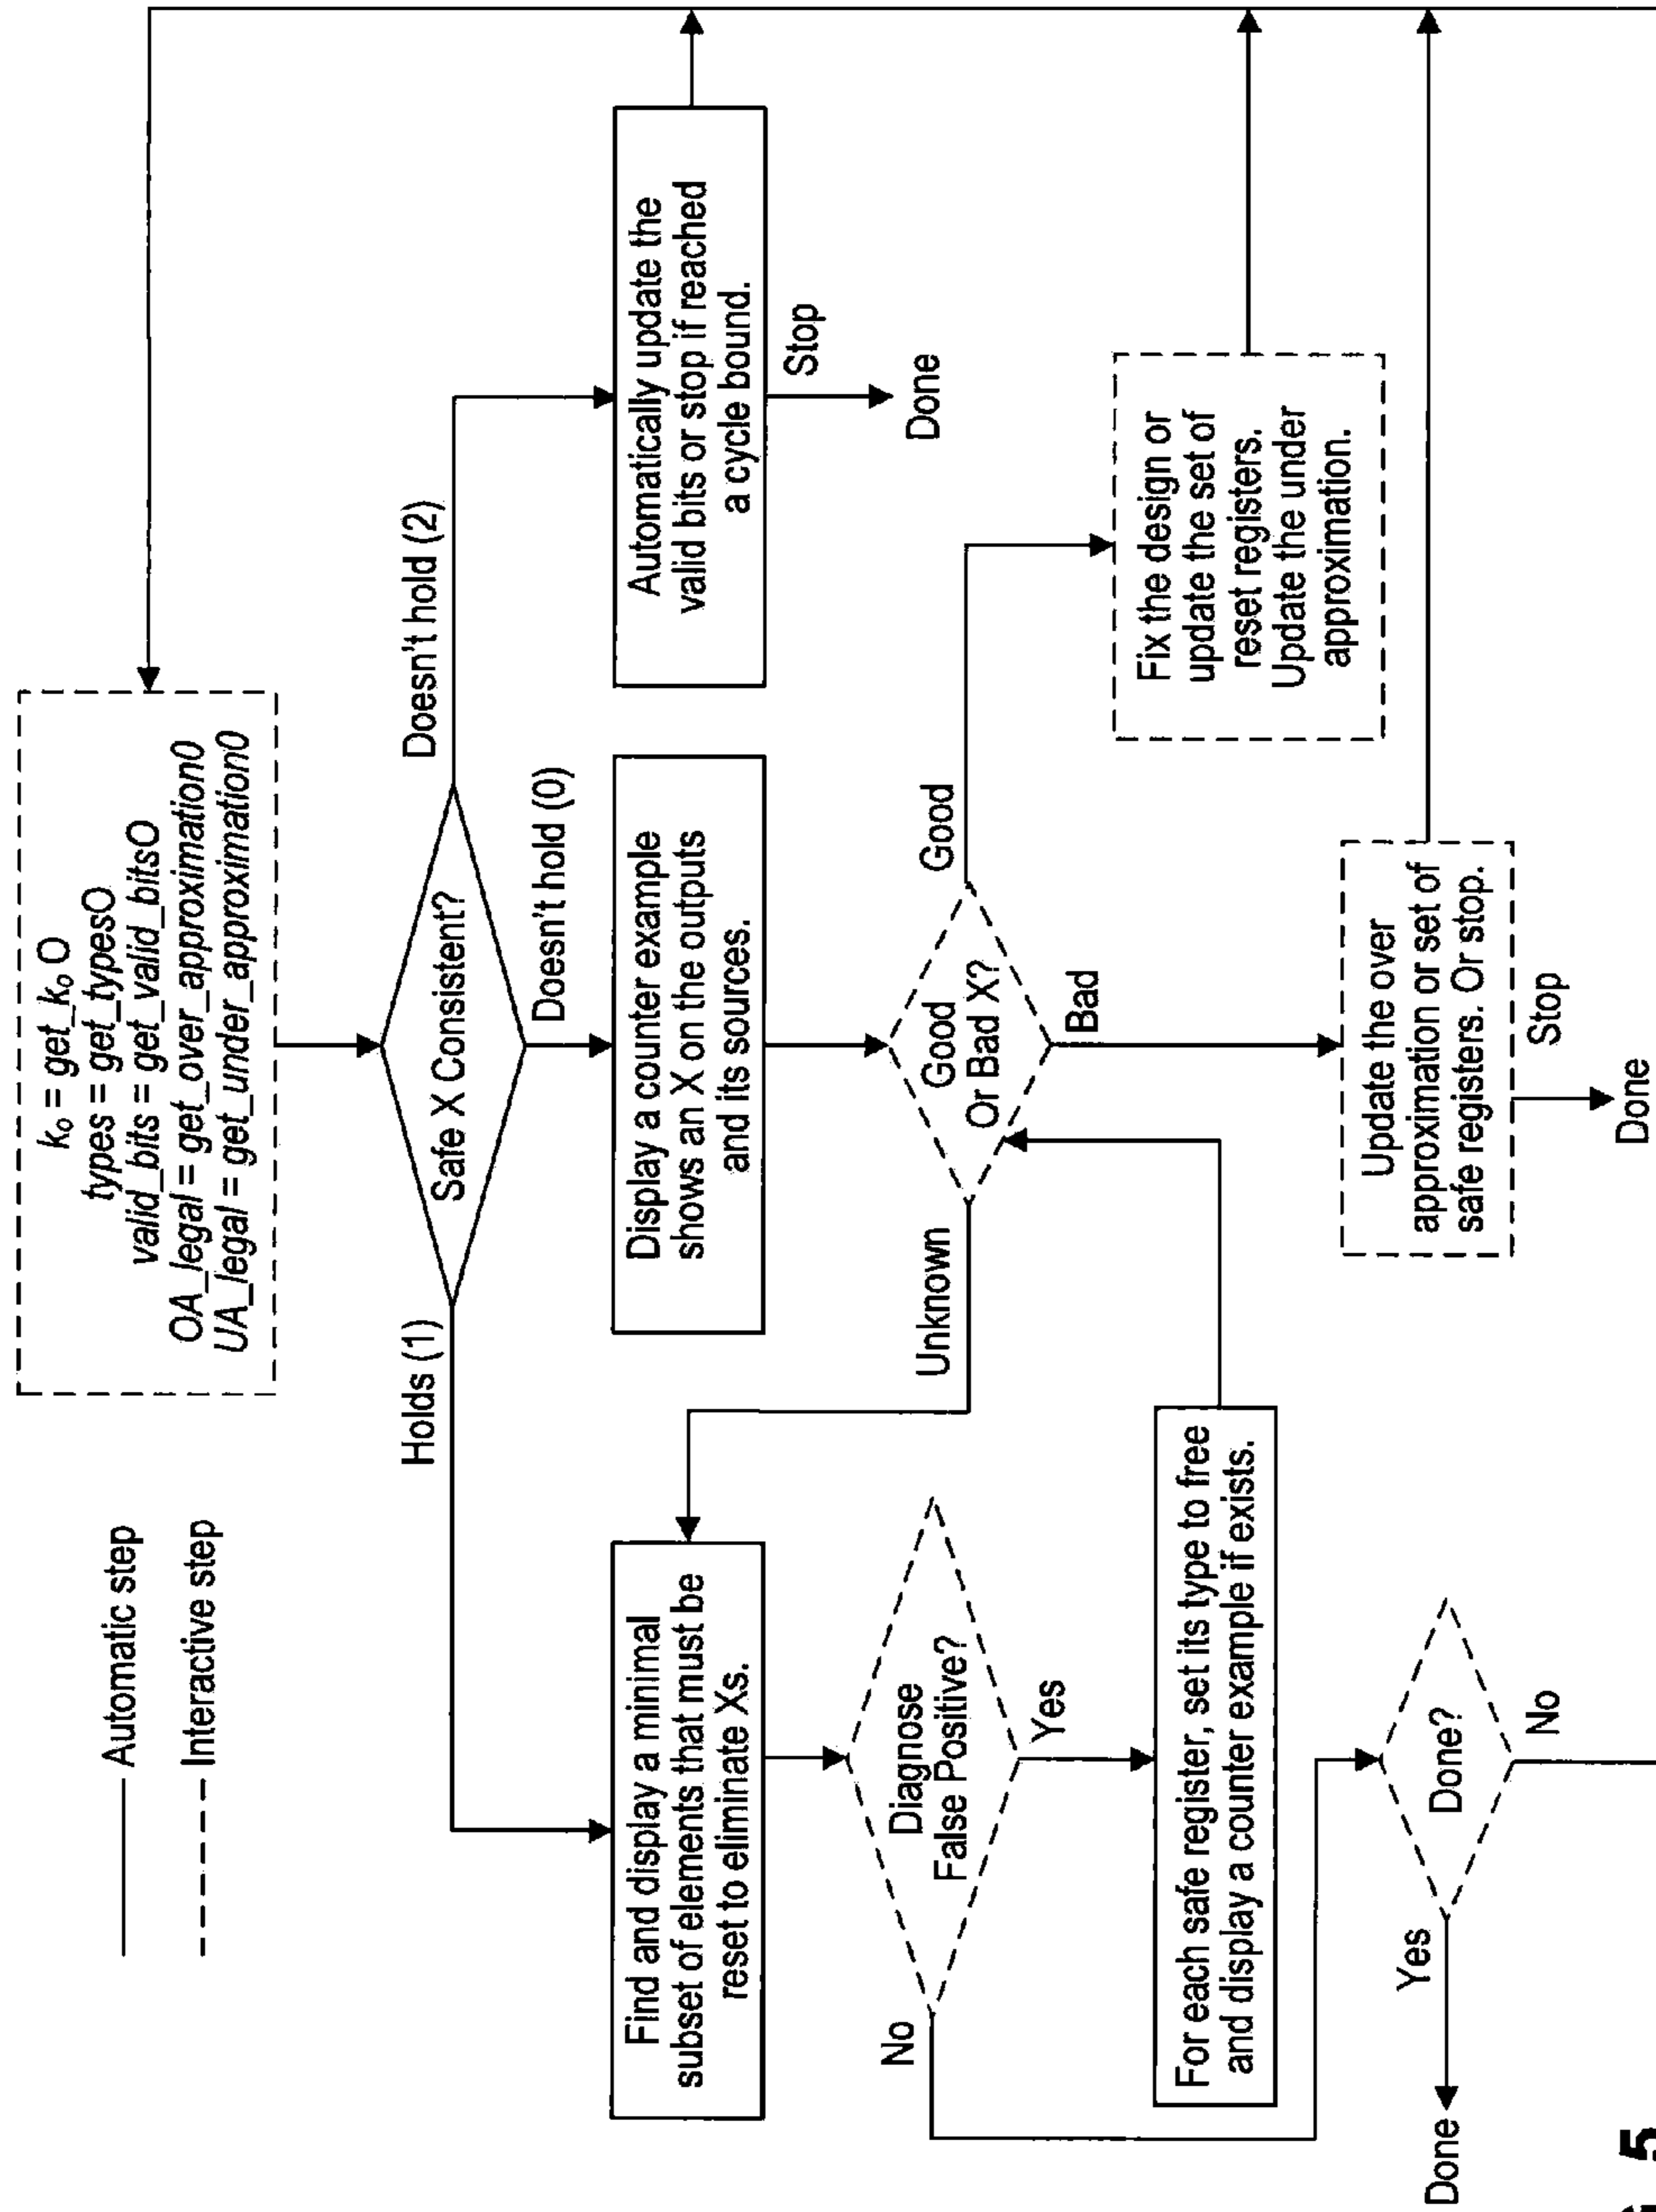 Automatic step
Interactive step
k₀ = get_k₀ O
types = get_typesO
valid_bits = get_valid_bitsO
OA_legal = get_over_approximation0
UA_legal = get_under_approximation0
Safe X Consistent?
Holds (1)
Doesn't hold (0)
Doesn't hold (2)
Find and display a minimal
subset of elements that must be
reset to eliminate Xs.
Display a counter example
shows an X on the outputs
and its sources.
Automatically update the
valid bits or stop if reached
a cycle bound.
Stop
Done
Diagnose
False Positive?
No
Yes
Unknown
Good
Or Bad X?
Good
Bad
For each safe register, set its type to free
and display a counter example if exists.
Fix the design or
update the set of
reset registers.
Update the under
approximation.
Done?
Yes
Done
No
Update the over
approximation or set of
safe registers. Or stop.
Stop
Done
5